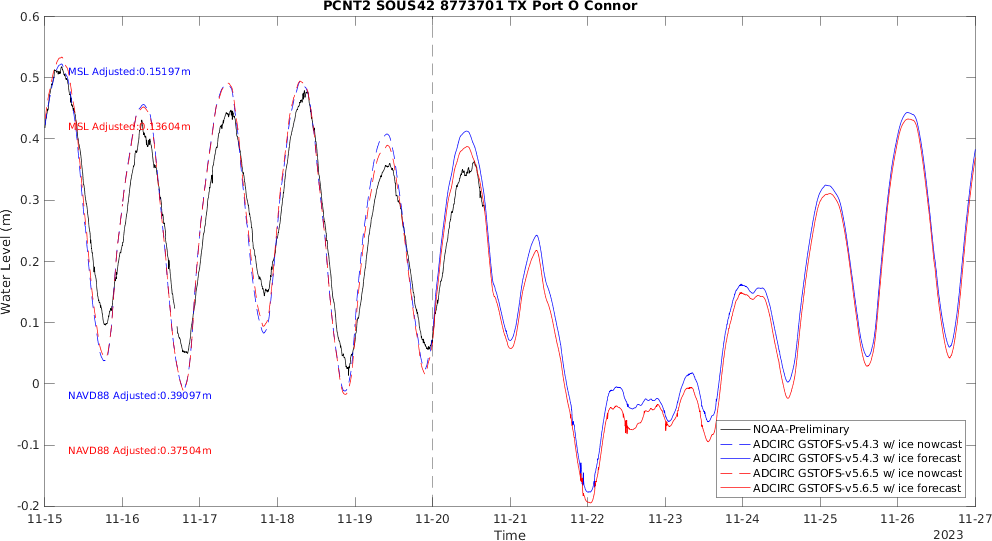 PCNT2 SOUS42 8773701 TX Port O Connor
0.6
0.5
0.4
0.3
0.2
0.1
0
-0.1
-0.2
Water Level (m)
MSL Adjusted:0.15197m
MSL Adjusted:0.13604m
NAVD88 Adjusted:0.39097m
NAVD88 Adjusted:0.37504m
NOAA-Preliminary
ADCIRC GSTOFS-v5.4.3 w/ ice nowcast
ADCIRC GSTOFS-v5.4.3 w/ ice forecast
ADCIRC GSTOFS-v5.6.5 w/ ice nowcast
ADCIRC GSTOFS-v5.6.5 w/ ice forecast
11-15 11-16 11-17 11-18 11-19 11-20 11-21 11-22 11-23 11-24 11-25 11-26 11-27
Time
2023